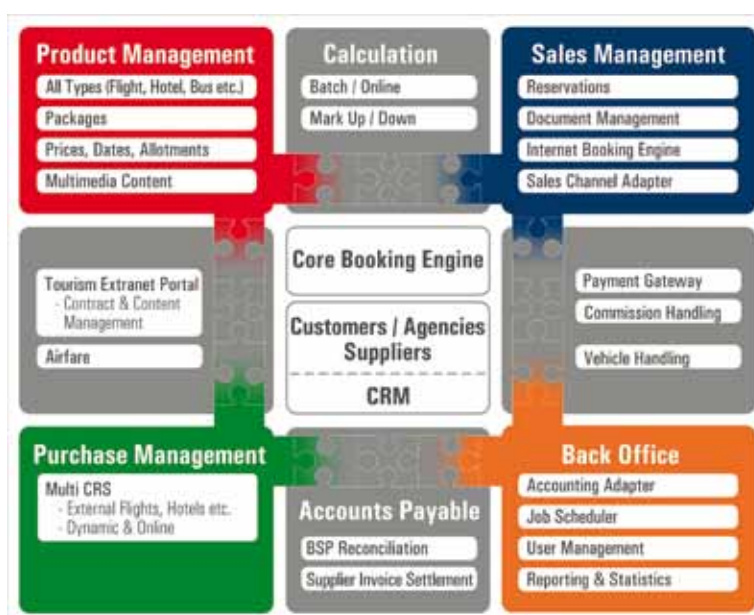 Product Management
All Types (Flight, Hotel, Bus etc.)
Packages
Prices, Dates, Allotments
Multimedia Content
Calculation
Batch / Online
Mark Up / Down
Sales Management
Reservations
Document Management
Internet Booking Engine
Sales Channel Adapter
Tourism Extranet Portal
- Contract & Content
Management
Airfare
Core Booking Engine
Customers / Agencies
Suppliers
CRM
Payment Gateway
Commission Handling
Vehicle Handling
Purchase Management
Multi CRS
- External Flights, Hotels etc.
- Dynamic & Online
Accounts Payable
BSP Reconciliation
Supplier Invoice Settlement
Back Office
Accounting Adapter
Job Scheduler
User Management
Reporting & Statistics